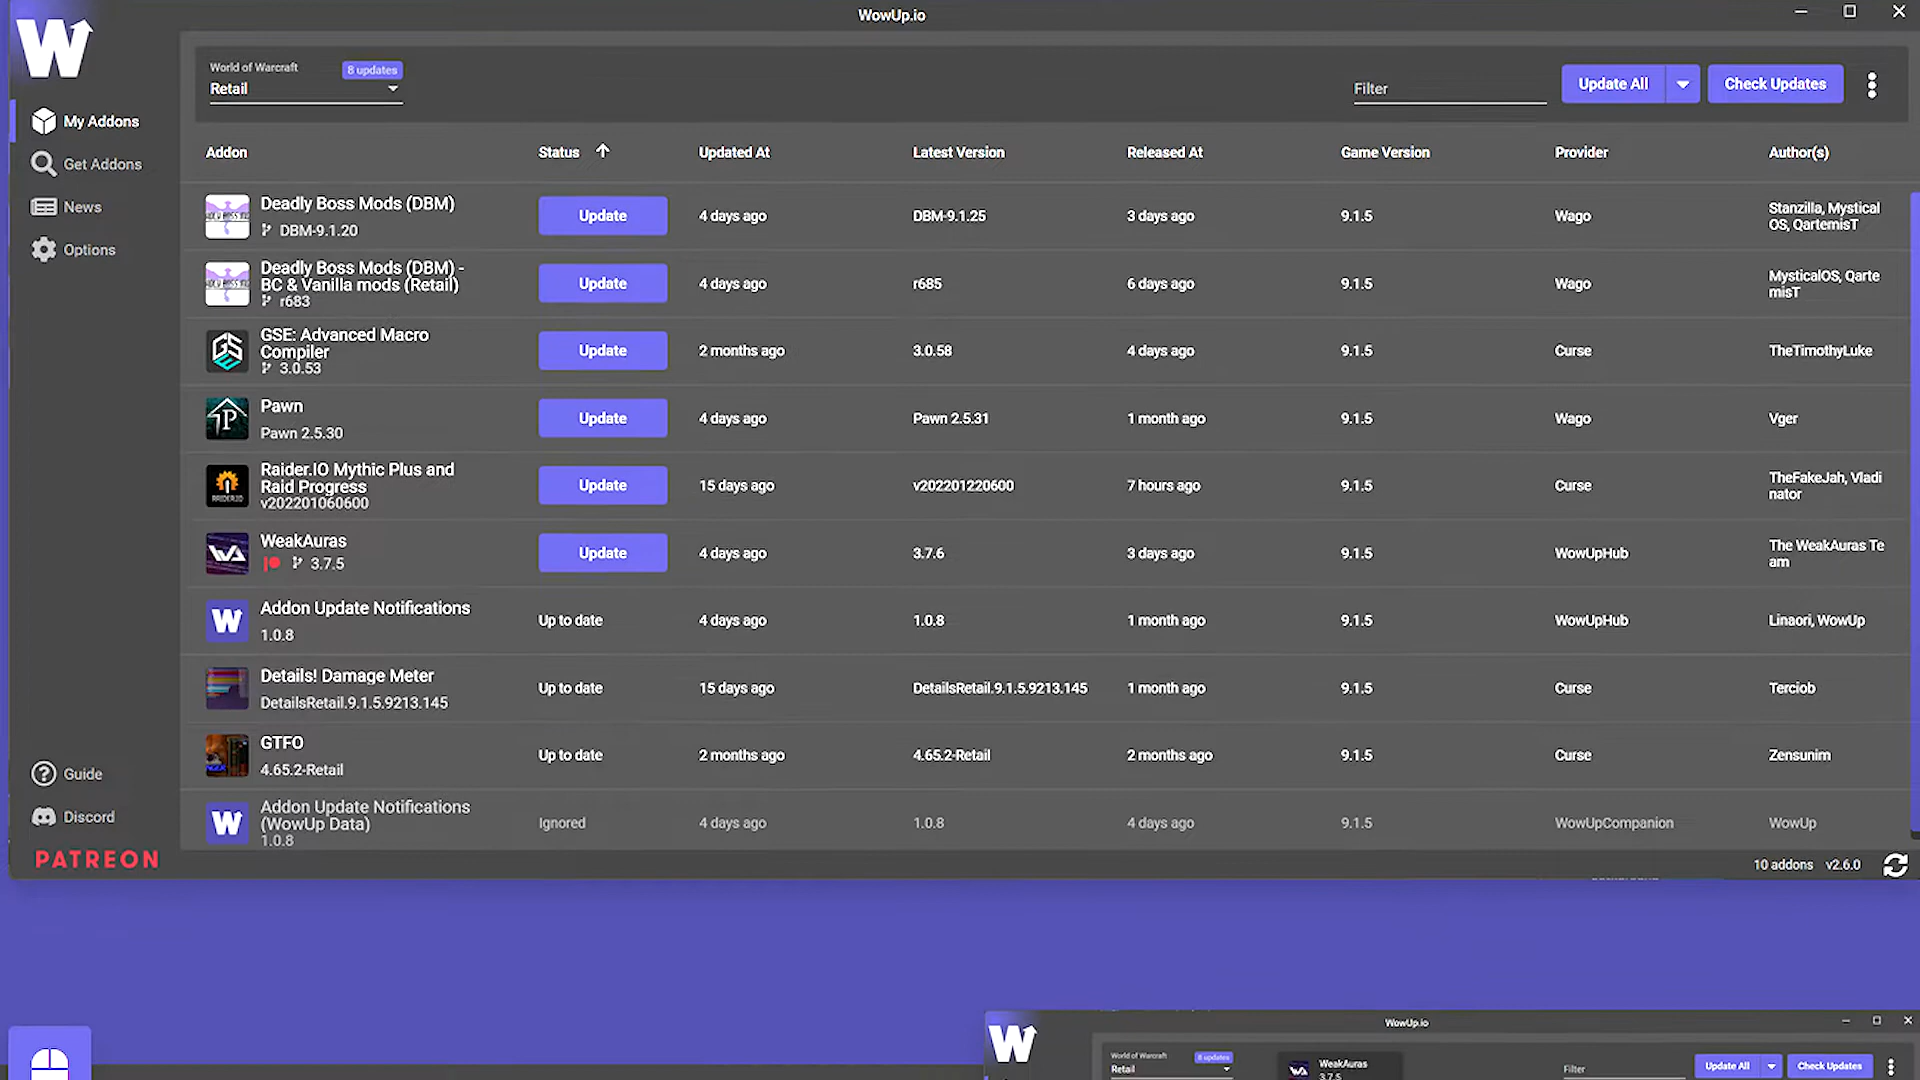 WowUp.io
World of Warcraft
8 updates
Retail
Filter
Update All
Check Updates
My Addons
Get Addons
News
Options
Addon
Status
Updated At
Latest Version
Released At
Game Version
Provider
Author(s)
Deadly Boss Mods (DBM)
DBM-9.1.20
Update
4 days ago
DBM-9.1.25
3 days ago
9.1.5
Wago
Stanzilla, Mystical
OS, QartemisT
Deadly Boss Mods (DBM) -
BC & Vanilla mods (Retail)
r683
Update
4 days ago
r685
6 days ago
9.1.5
Wago
MysticalOS, Qarte
misT
GSE: Advanced Macro
Compiler
3.0.53
Update
2 months ago
3.0.58
4 days ago
9.1.5
Curse
TheTimothyLuke
Pawn
Pawn 2.5.30
Update
4 days ago
Pawn 2.5.31
1 month ago
9.1.5
Wago
Vger
RAIDER.IO
Raider.IO Mythic Plus and
Raid Progress
v202201060600
Update
15 days ago
v202201220600
7 hours ago
9.1.5
Curse
TheFakeJah, Vladi
nator
WeakAuras
3.7.5
Update
4 days ago
3.7.6
3 days ago
9.1.5
WowUpHub
The WeakAuras Te
am
Addon Update Notifications
1.0.8
Up to date
4 days ago
1.0.8
1 month ago
9.1.5
WowUpHub
Linaori, WowUp
Details! Damage Meter
DetailsRetail.9.1.5.9213.145
Up to date
15 days ago
DetailsRetail.9.1.5.9213.145
1 month ago
9.1.5
Curse
Terciob
GTFO
4.65.2-Retail
Up to date
2 months ago
4.65.2-Retail
2 months ago
9.1.5
Curse
Zensunim
Addon Update Notifications
(WowUp Data)
1.0.8
Ignored
4 days ago
1.0.8
4 days ago
9.1.5
WowUpCompanion
WowUp
Guide
Discord
PATREON
10 addons
v2.6.0
WowUp.io
World of Warcraft
8 updates
Retail
WeakAuras
3.7.5
Filter
Update All
Check Updates